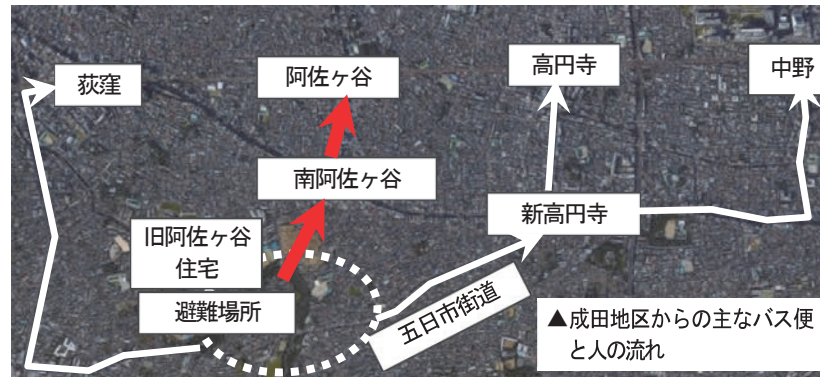 荻窪
阿佐ヶ谷
高円寺
中野
南阿佐ヶ谷
新高円寺
旧阿佐ヶ谷
住宅
避難場所
五日市街道
▲成田地区からの主なバス便
と人の流れ